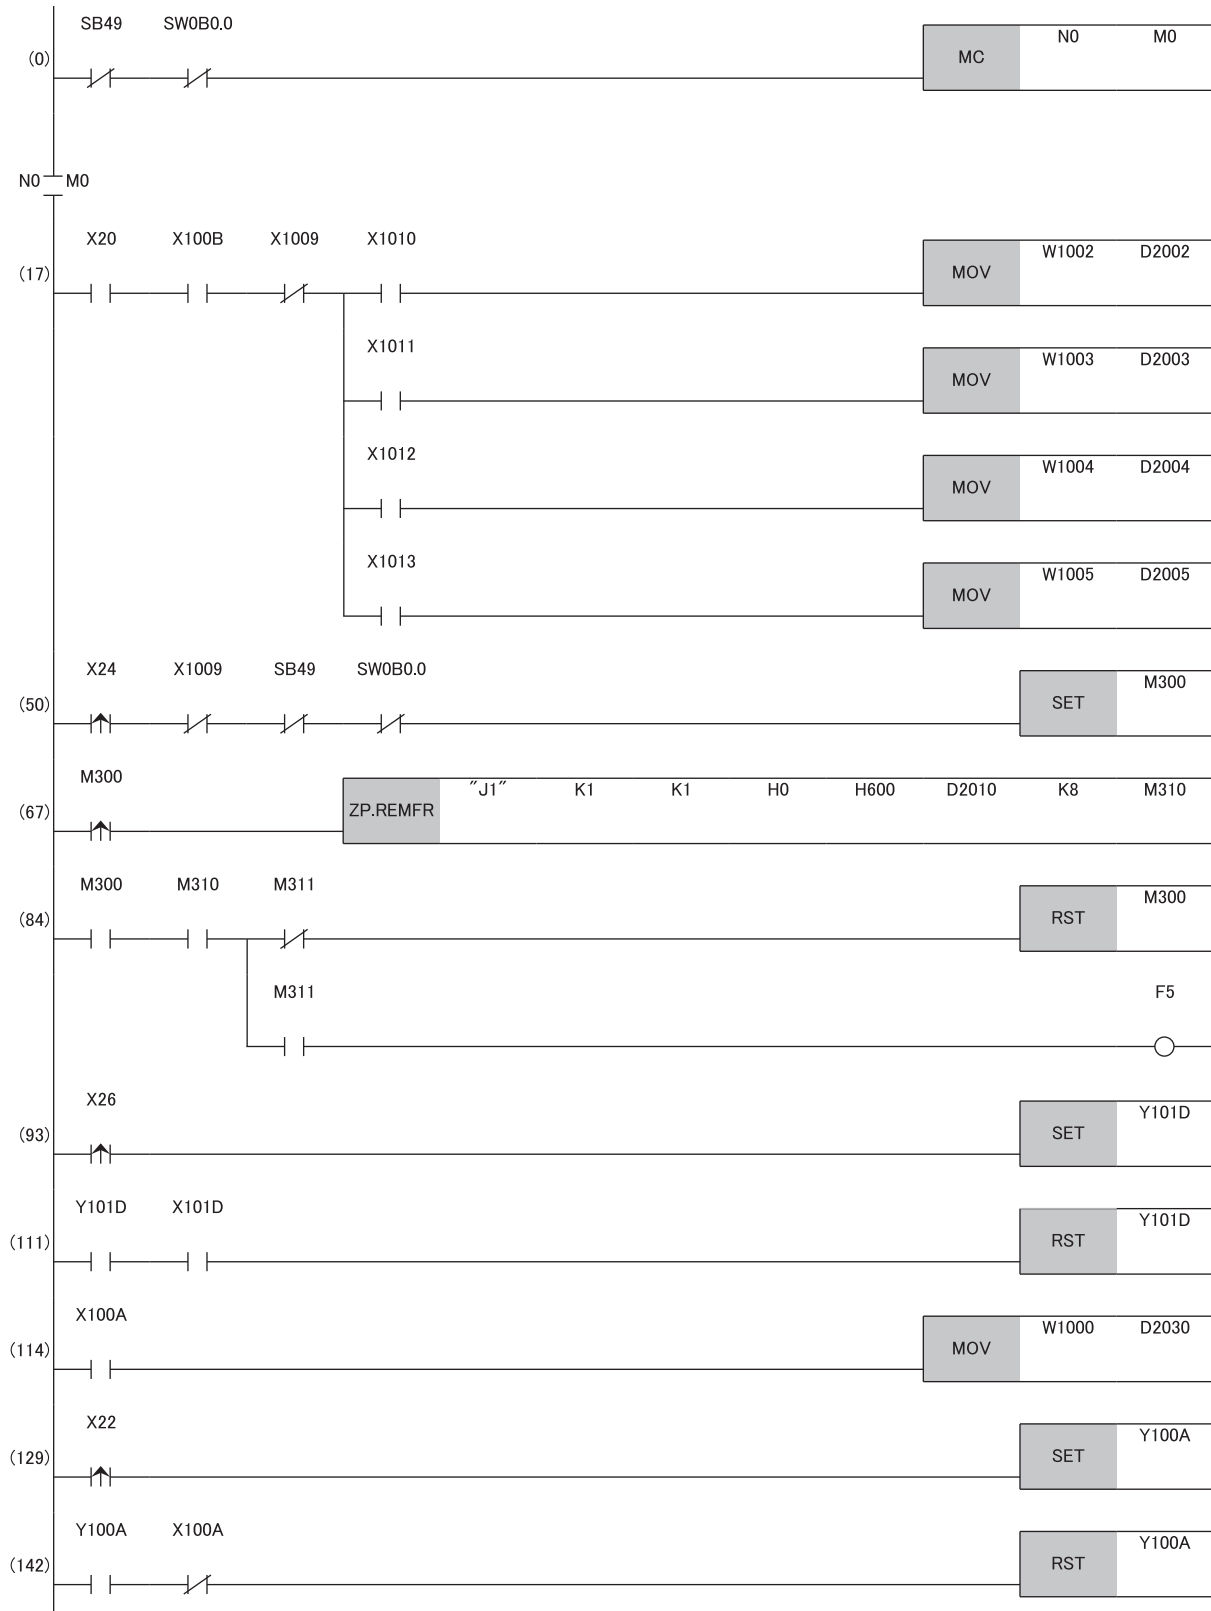 SB49 SW0B0.0
(0) MC N0 M0
N0 M0
X20 X100B X1009 X1010
(17) MOV W1002 D2002
X1011
MOV W1003 D2003
X1012
MOV W1004 D2004
X1013
MOV W1005 D2005
X24 X1009 SB49 SW0B0.0
(50) SET M300
M300
(67) ZP.REMFR "J1" K1 K1 H0 H600 D2010 K8 M310
M300 M310 M311
(84) RST M300
M311 F5
X26
(93) SET Y101D
Y101D X101D
(111) RST Y101D
X100A
(114) MOV W1000 D2030
X22
(129) SET Y100A
Y100A X100A
(142) RST Y100A